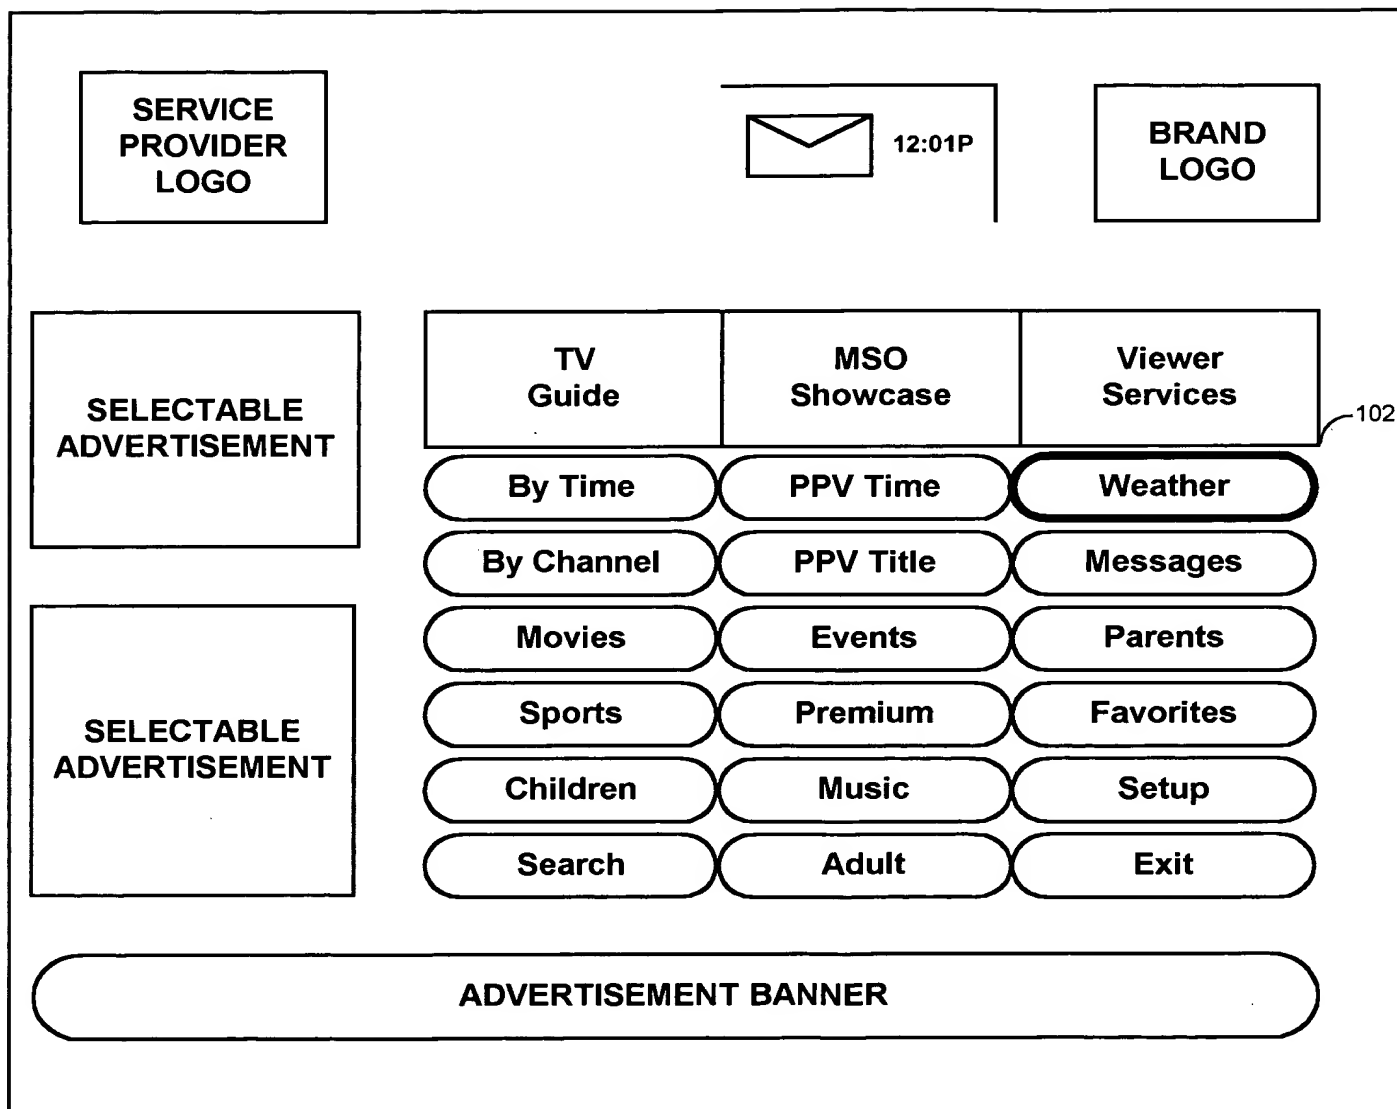 SERVICE
PROVIDER
LOGO
12:01P
BRAND
LOGO
SELECTABLE
ADVERTISEMENT
TV
Guide
MSO
Showcase
Viewer
Services
102
By Time
PPV Time
Weather
By Channel
PPV Title
Messages
Movies
Events
Parents
SELECTABLE
ADVERTISEMENT
Sports
Premium
Favorites
Children
Music
Setup
Search
Adult
Exit
ADVERTISEMENT BANNER